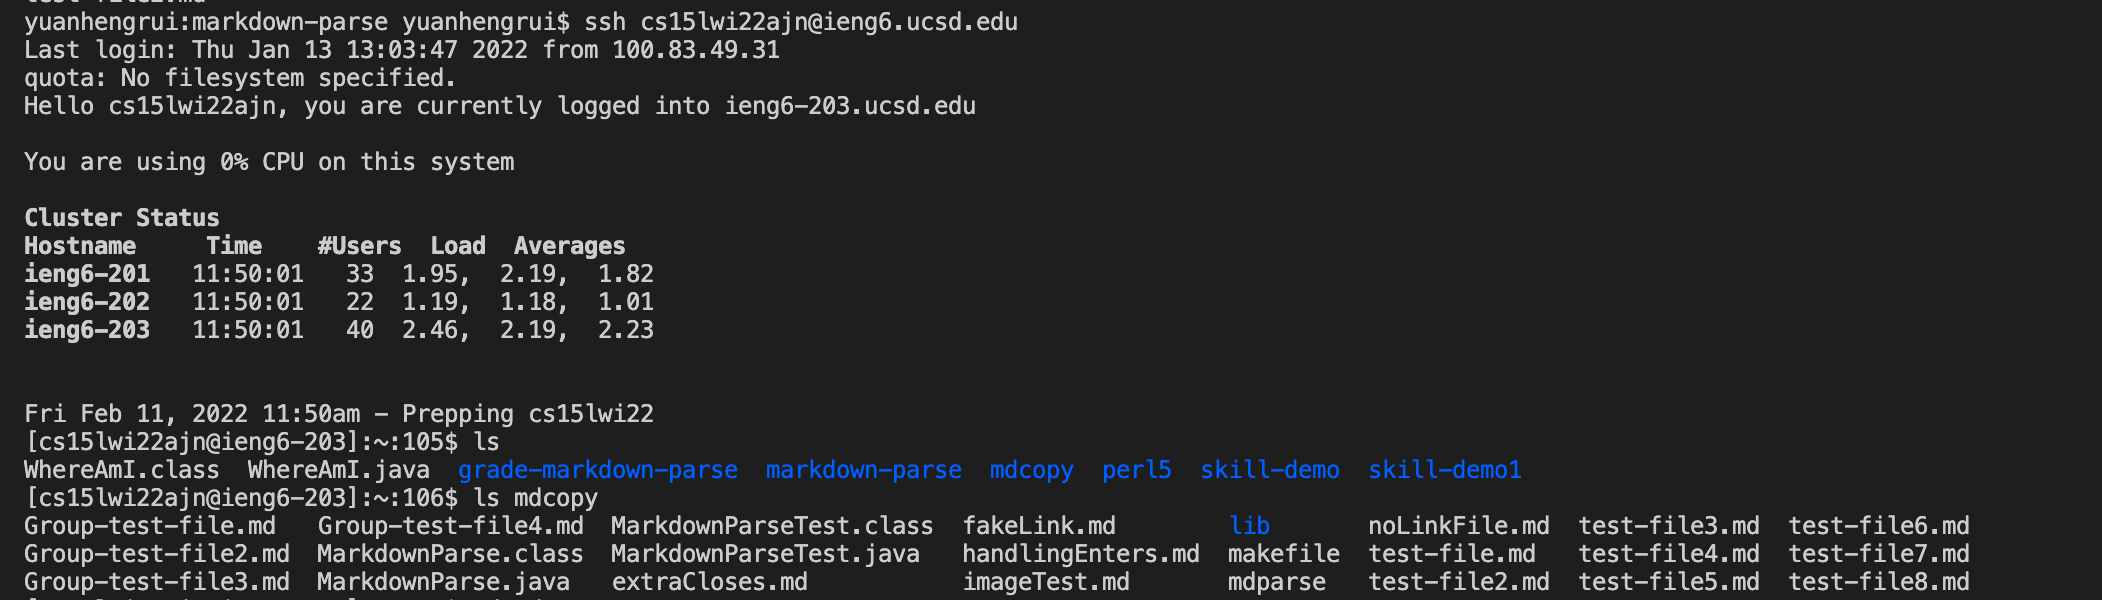 yuanhengrui:markdown-parse yuanhengrui$ ssh cs15lwi22ajn@ieng6.ucsd.edu
Last login: Thu Jan 13 13:03:47 2022 from 100.83.49.31
quota: No filesystem specified.
Hello cs15lwi22ajn, you are currently logged into ieng6-203.ucsd.edu
You are using 0% CPU on this system
Cluster Status
Hostname     Time    #Users  Load  Averages
ieng6-201   11:50:01   33  1.95,  2.19,  1.82
ieng6-202   11:50:01   22  1.19,  1.18,  1.01
ieng6-203   11:50:01   40  2.46,  2.19,  2.23
Fri Feb 11, 2022 11:50am - Prepping cs15lwi22
[cs15lwi22ajn@ieng6-203]:~:105$ ls
WhereAmI.class  WhereAmI.java  grade-markdown-parse  markdown-parse  mdcopy  perl5  skill-demo  skill-demo1
[cs15lwi22ajn@ieng6-203]:~:106$ ls mdcopy
Group-test-file.md   Group-test-file4.md  MarkdownParseTest.class  fakeLink.md        lib       noLinkFile.md  test-file3.md  test-file6.md
Group-test-file2.md  MarkdownParse.class  MarkdownParseTest.java   handlingEnters.md  makefile  test-file.md   test-file4.md  test-file7.md
Group-test-file3.md  MarkdownParse.java   extraCloses.md           imageTest.md       mdparse   test-file2.md  test-file5.md  test-file8.md